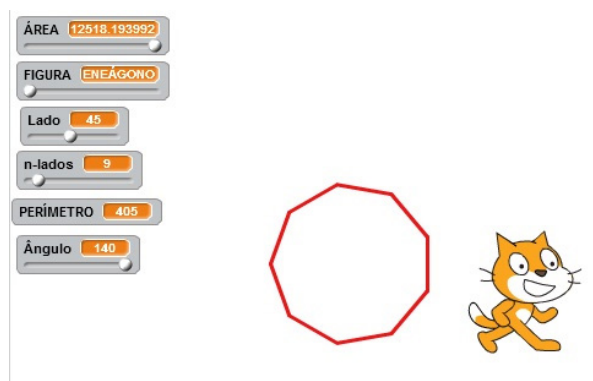 ÁREA 12518.193992
FIGURA ENEÁGONO
Lado 45
n-lados 9
PERÍMETRO 405
Ângulo 140